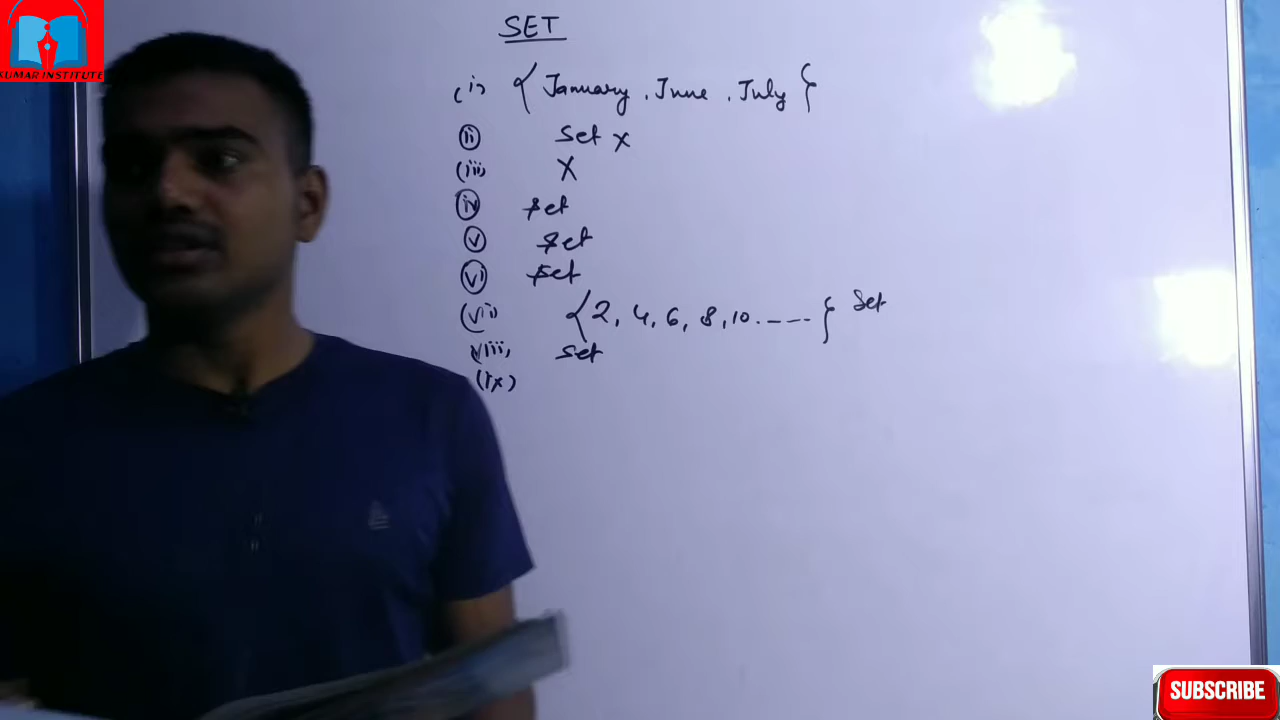 KUMAR INSTITUTE
SET
(i) { January, June, July }
(ii) Set X
(iii) X
(iv) Set
(v) Set
(vi) Set
(vii) { 2, 4, 6, 8, 10.---- } Set
viii, Set
(ix)
SUBSCRIBE